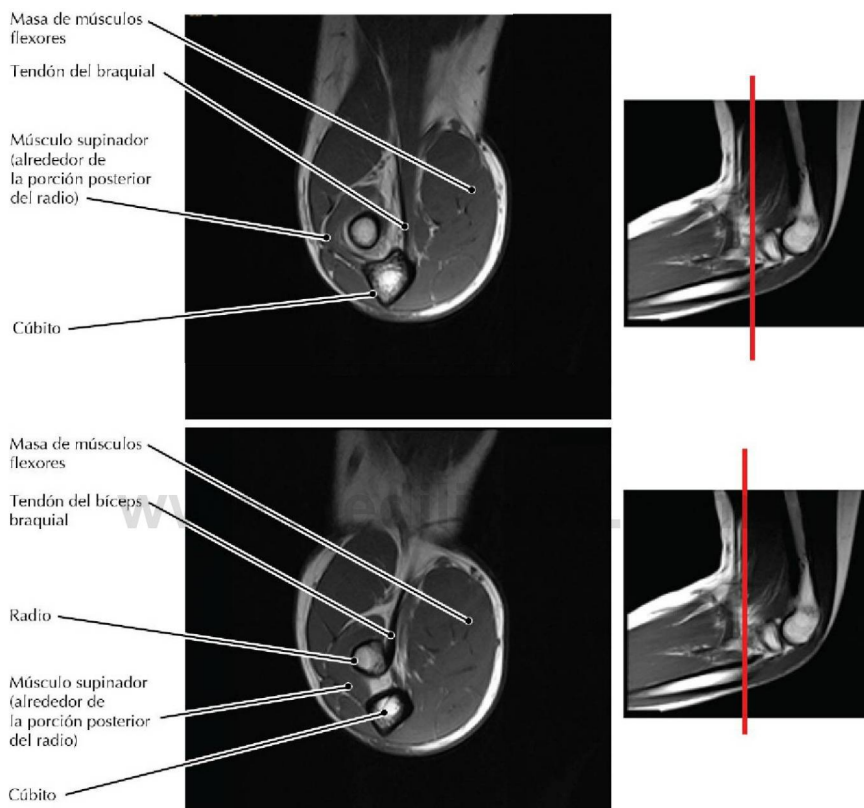 Masa de músculos
flexores
Tendón del braquial
Músculo supinador
(alrededor de
la porción posterior
del radio)
Cúbito
Masa de músculos
flexores
Tendón del bíceps
braquial
Radio
Músculo supinador
(alrededor de
la porción posterior
del radio)
Cúbito